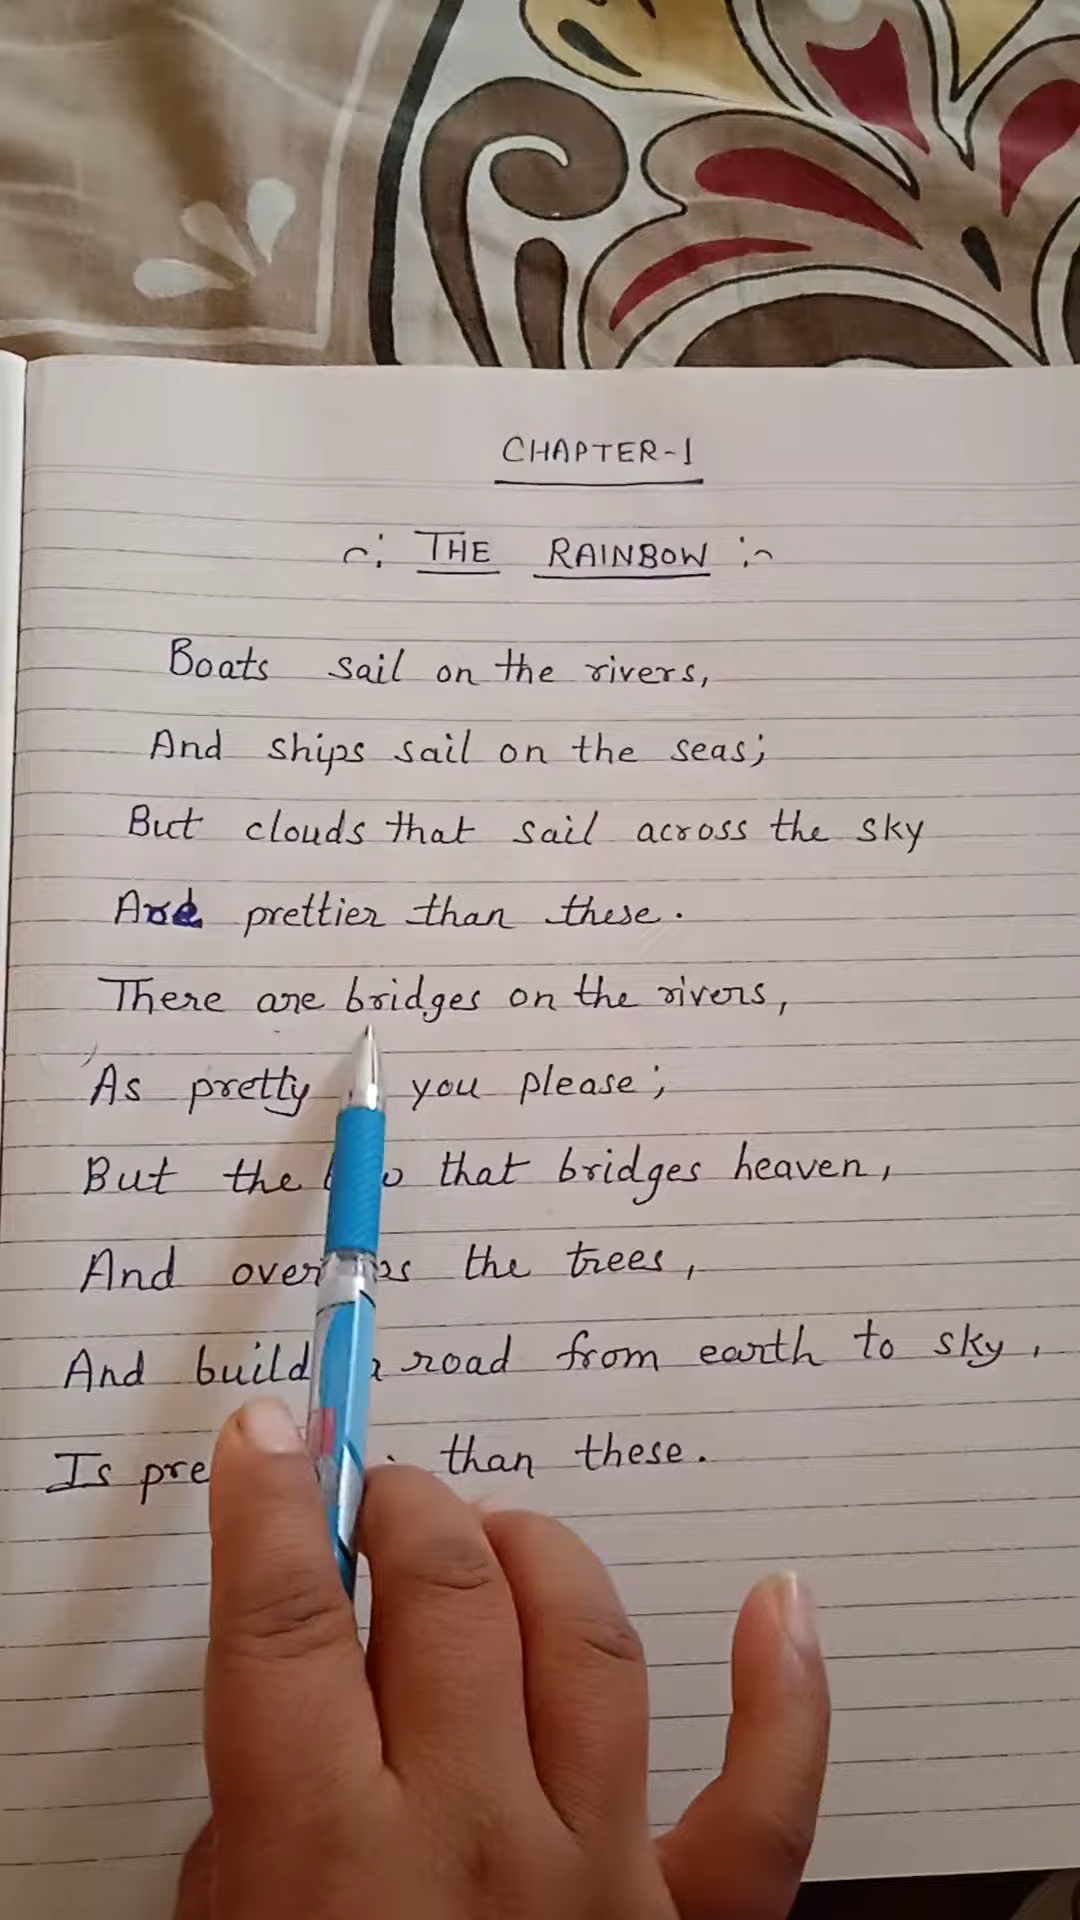 CHAPTER-1
THE RAINBOW
Boats sail on the rivers,
And ships sail on the seas;
But clouds that sail across the sky
Are prettier than these.
There are bridges on the rivers,
As pretty you please;
But the that bridges heaven,
And the trees,
And build a road from earth to sky,
Is than these.